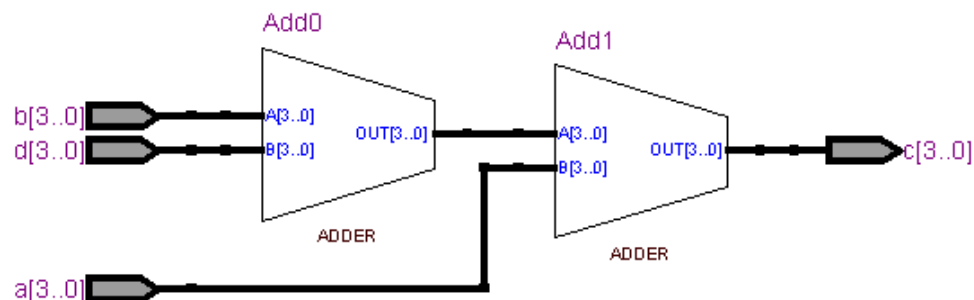 Add0
Add1
b[3..0]
A[3..0]
OUT[3..0]
A[3..0]
d[3..0]
B[3..0]
OUT[3..0]
c[3..0]
B[3..0]
ADDER
ADDER
a[3..0]